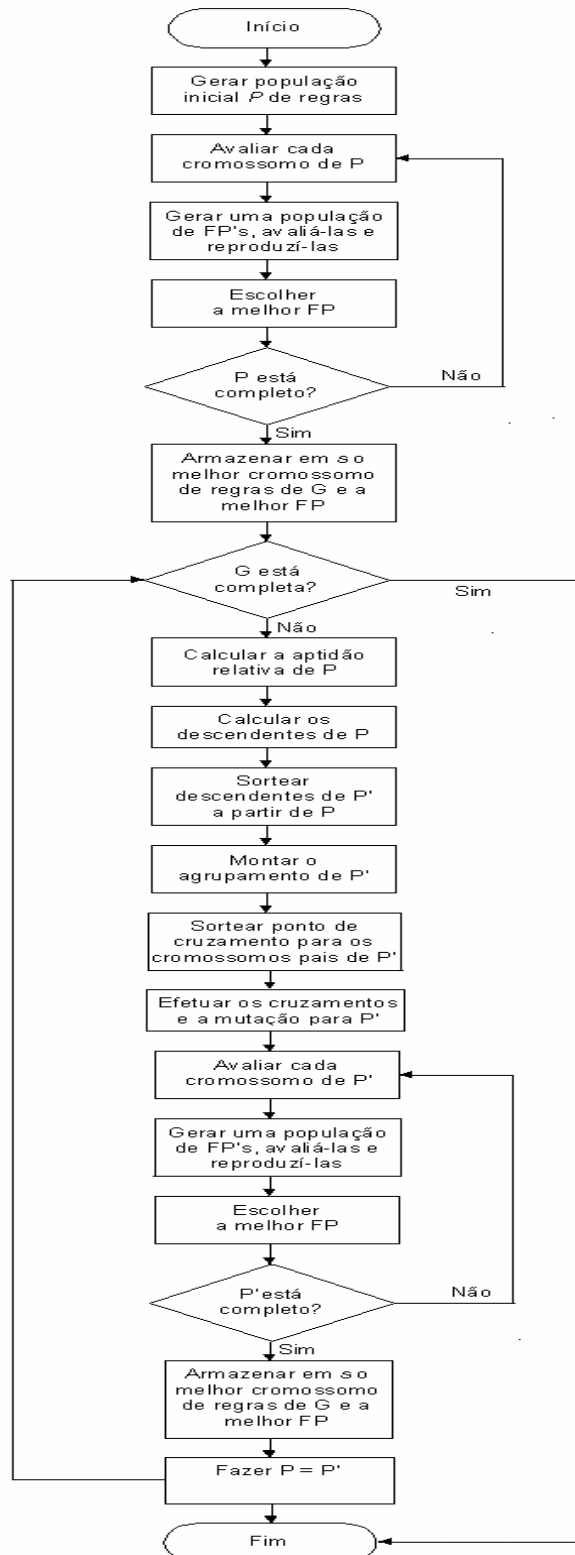 Início
Gerar população
inicial P de regras
Avaliar cada
cromossomo de P
Gerar uma população
de FP's, avaliá-las e
reproduzí-las
Escolher
a melhor FP
P está
completo?
Não
Sim
Armazenar em s o
melhor cromossomo
de regras de G e a
melhor FP
G está
completa?
Sim
Não
Calcular a aptidão
relativa de P
Calcular os
descendentes de P
Sortear
descendentes de P'
a partir de P
Montar o
agrupamento de P'
Sortear ponto de
cruzamento para os
cromossomos pais de P'
Efetuar os cruzamentos
e a mutação para P'
Avaliar cada
cromossomo de P'
Gerar uma população
de FP's, avaliá-las e
reproduzí-las
Escolher
a melhor FP
P'está
completo?
Não
Sim
Armazenar em s o
melhor cromossomo
de regras de G e a
melhor FP
Fazer P = P'
Fim